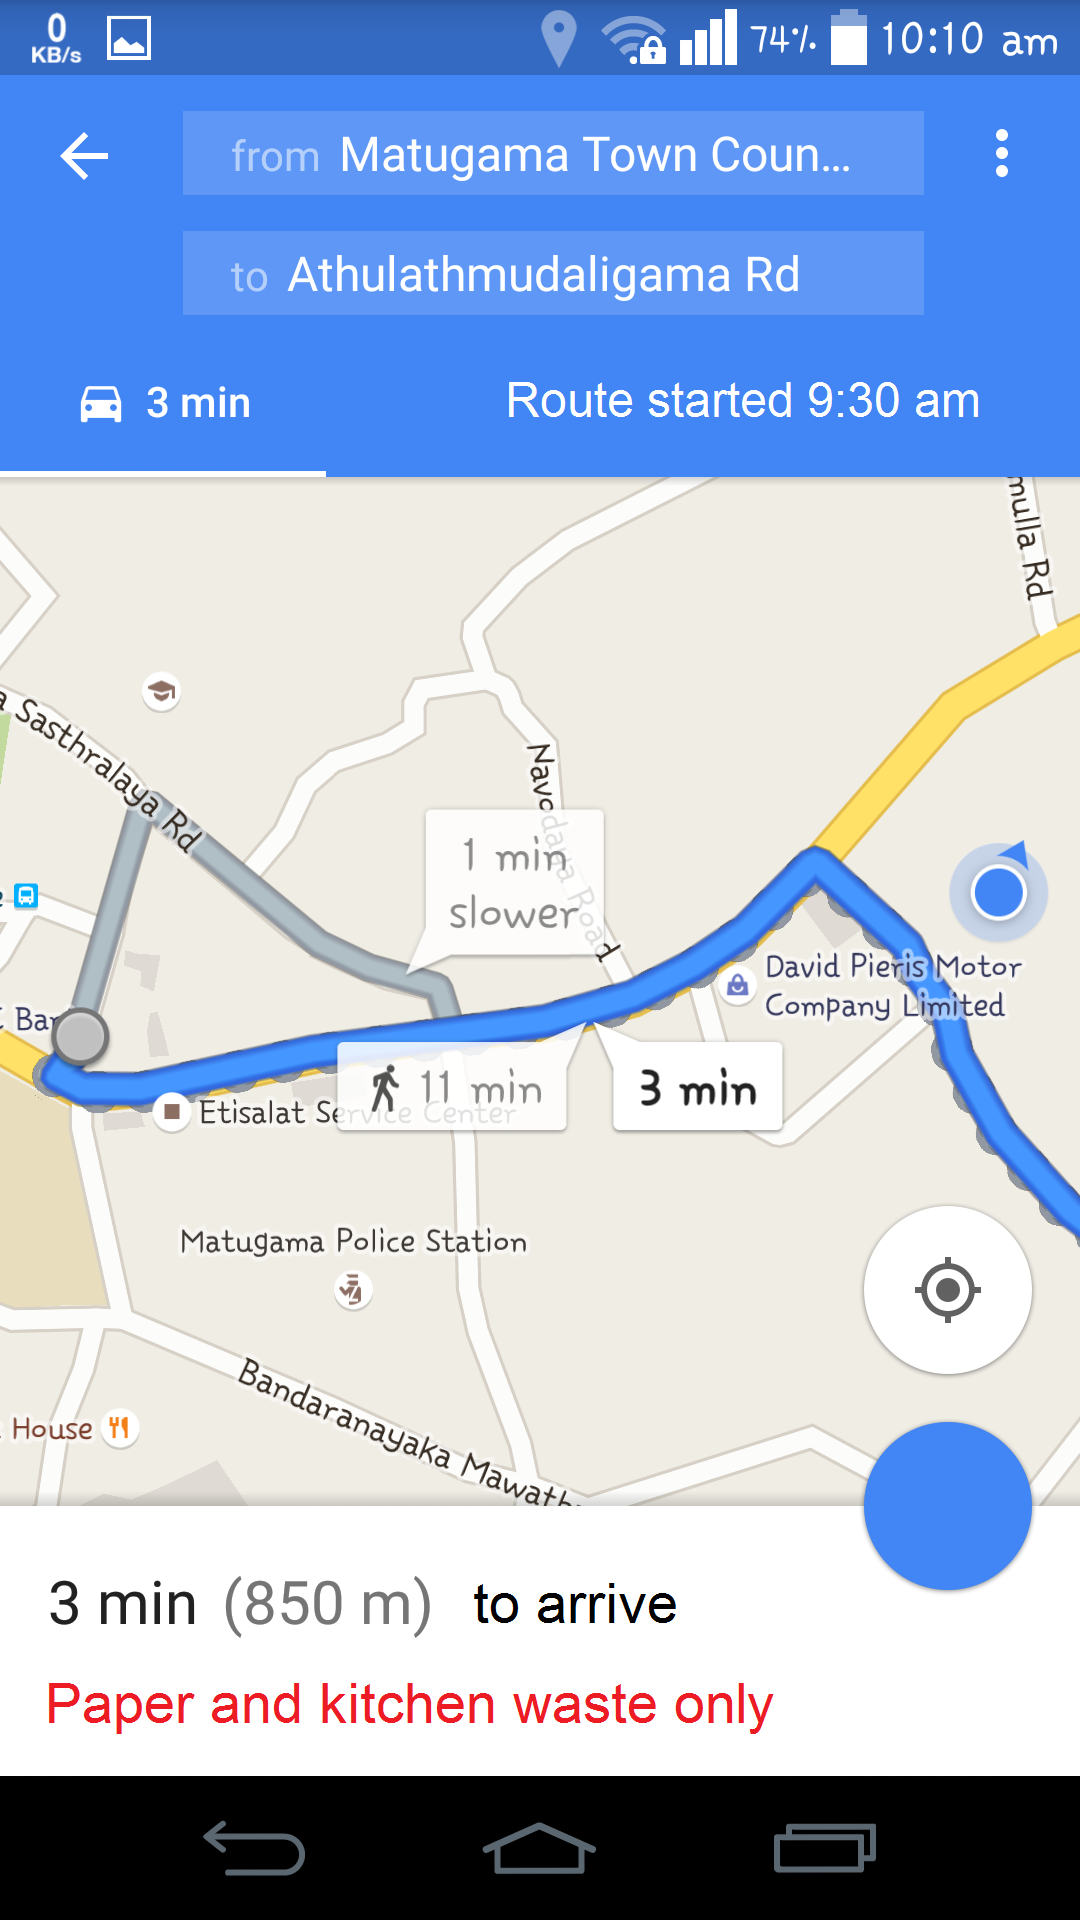 0
KB/s
74%
10:10 am
from Matugama Town Coun...
to Athulathmudaligama Rd
3 min
Route started 9:30 am
mulla Rd
a Sasthralaya Rd
Navodaya Road
1 min
slower
David Pieris Motor
Company Limited
11 min
3 min
Etisalat Service Center
Matugama Police Station
Bandaranayaka Mawath
House
3 min (850 m) to arrive
Paper and kitchen waste only